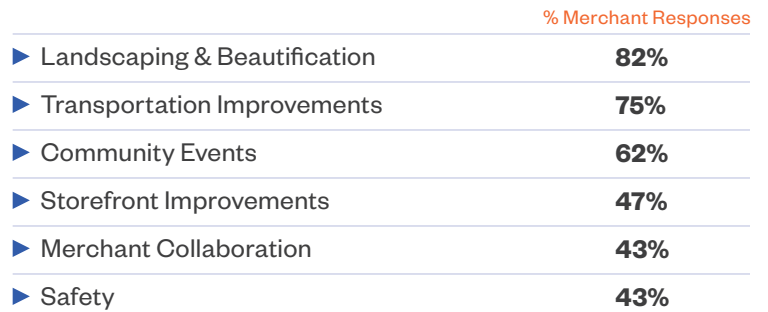 % Merchant Responses
Landscaping & Beautification 82%
Transportation Improvements 75%
Community Events 62%
Storefront Improvements 47%
Merchant Collaboration 43%
Safety 43%